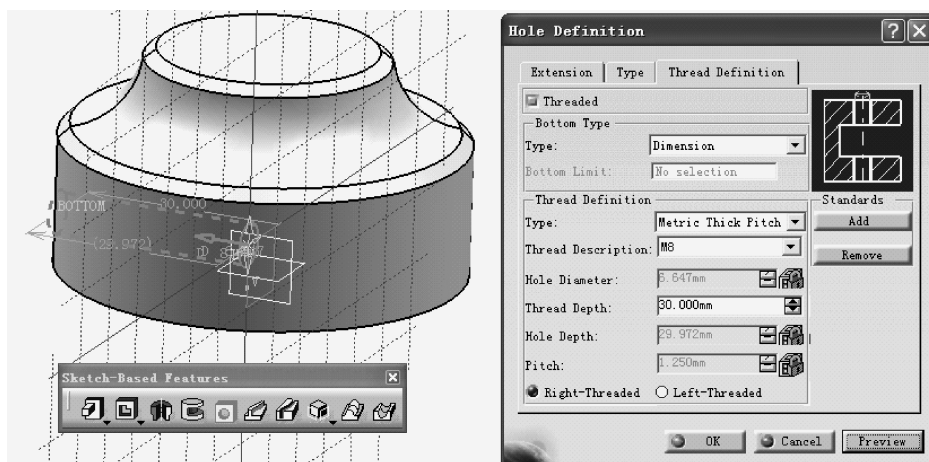 BOTTOM
30.000
(29.972)
D
Sketch-Based Features
Hole Definition
Extension
Type
Thread Definition
Threaded
Bottom Type
Type: Dimension
Bottom Limit: No selection
Thread Definition
Type: Metric Thick Pitch
Thread Description: M8
Hole Diameter: 6.647mm
Thread Depth: 30.000mm
Hole Depth: 29.972mm
Pitch: 1.250mm
Right-Threaded Left-Threaded
Standards
Add
Remove
OK Cancel Preview